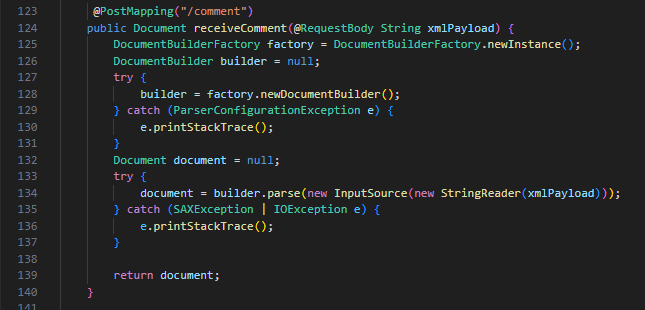 123 @PostMapping("/comment")
124 public Document receiveComment(@RequestBody String xmlPayload) {
125 DocumentBuilderFactory factory = DocumentBuilderFactory.newInstance();
126 DocumentBuilder builder = null;
127 try {
128 builder = factory.newDocumentBuilder();
129 } catch (ParserConfigurationException e) {
130 e.printStackTrace();
131 }
132 Document document = null;
133 try {
134 document = builder.parse(new InputSource(new StringReader(xmlPayload)));
135 } catch (SAXException | IOException e) {
136 e.printStackTrace();
137 }
138
139 return document;
140 }
141